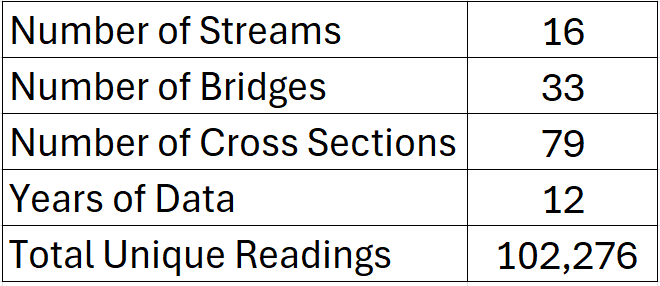 Number of Streams 16
Number of Bridges 33
Number of Cross Sections 79
Years of Data 12
Total Unique Readings 102,276